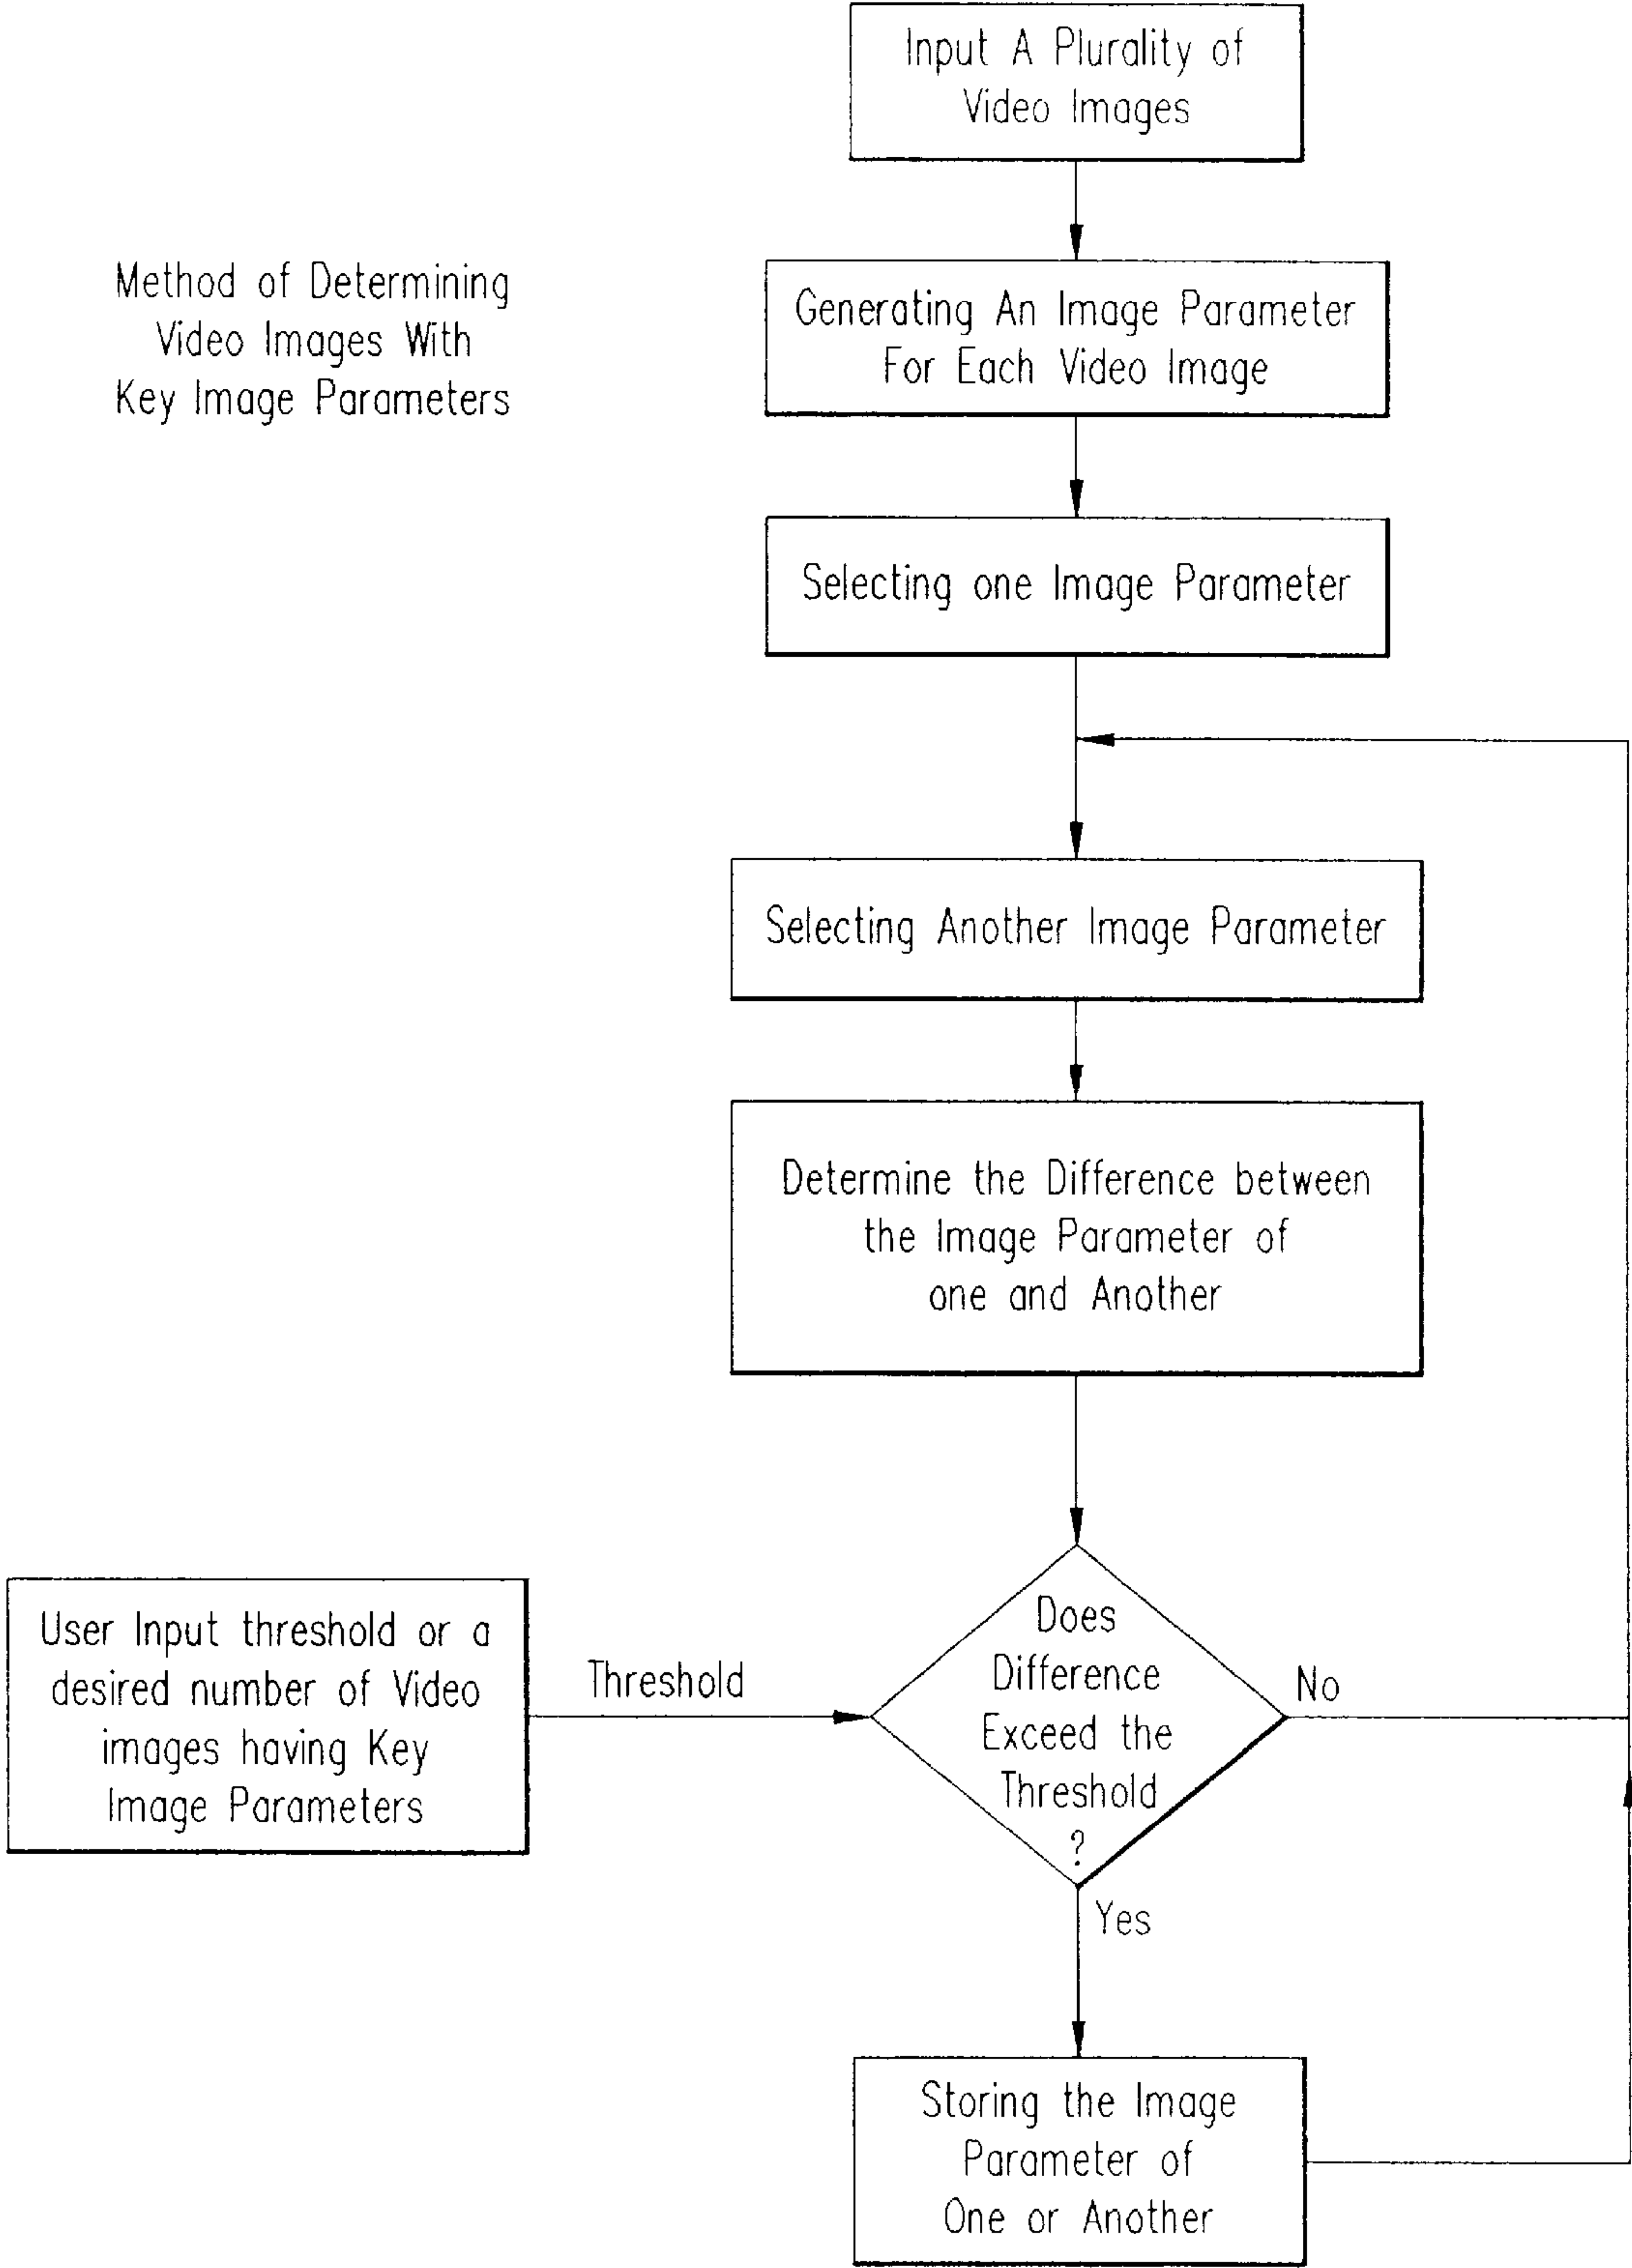 Input A Plurality of
Video Images
Method of Determining
Video Images With
Key Image Parameters
Generating An Image Parameter
For Each Video Image
Selecting one Image Parameter
Selecting Another Image Parameter
Determine the Difference between
the Image Parameter of
one and Another
User Input threshold or a
desired number of Video
images having Key
Image Parameters
Threshold
Does
Difference
Exceed the
Threshold
?
No
Yes
Storing the Image
Parameter of
One or Another